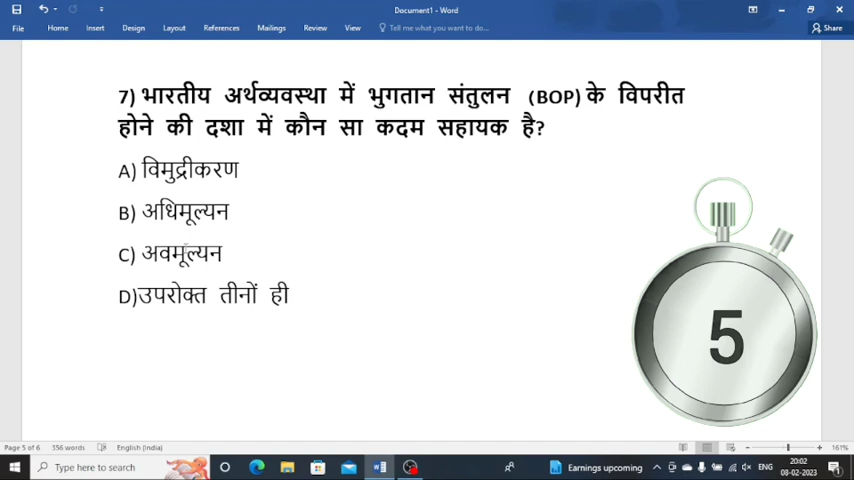 Document1 - Word
File Home Insert Draw Design Layout References Mailings Review View Tell me what you want to do... Share
7) भारतीय अर्थव्यवस्था में भुगतान संतुलन (BOP) के विपरीत
होने की दशा में कौन सा कदम सहायक है?
A) विमुद्रीकरण
B) अधिमूल्यन
C) अवमूल्यन
D)उपरोक्त तीनों ही
5
Page 5 of 6 356 words English (India) 161%
Type here to search Earnings upcoming ENG 20:02
08-02-2023